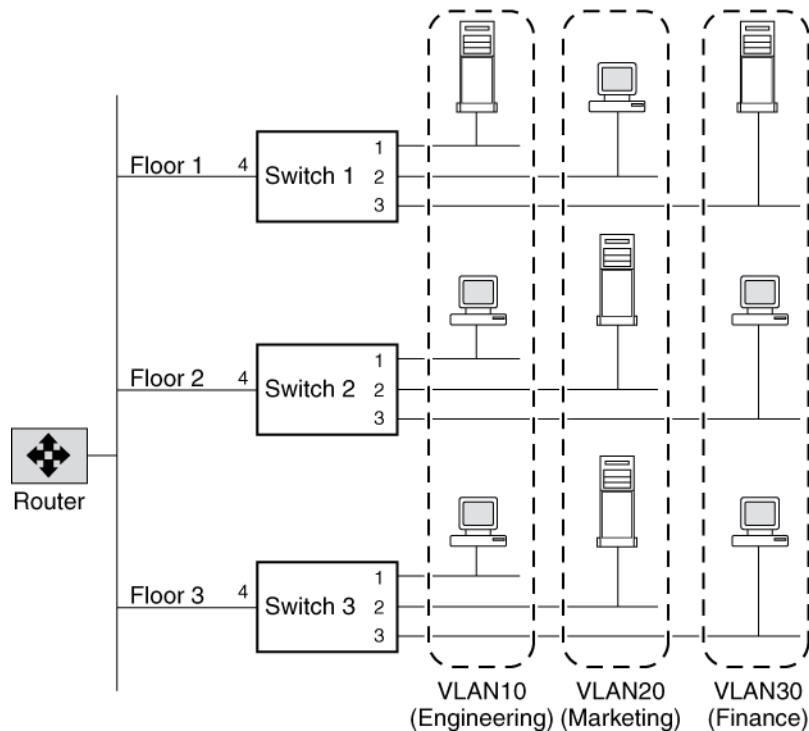 Floor 1
4
Switch 1
1
2
3
Floor 2
4
Switch 2
1
2
3
Router
Floor 3
4
Switch 3
1
2
3
VLAN10
(Engineering)
VLAN20
(Marketing)
VLAN30
(Finance)